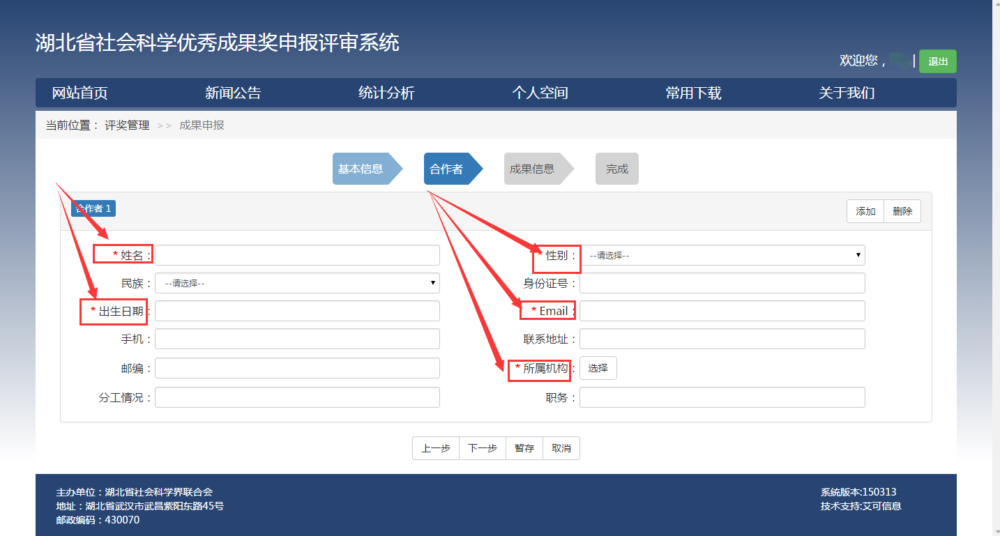 湖北省社会科学优秀成果奖申报评审系统
欢迎您， | 退出
网站首页 新闻公告 统计分析 个人空间 常用下载 关于我们
当前位置： 评奖管理 >> 成果申报
基本信息 合作者 成果信息 完成
合作者 1 添加 删除
* 姓名： * 性别： --请选择--
民族： --请选择-- 身份证号：
* 出生日期： * Email：
手机： 联系地址：
邮编： * 所属机构： 选择
分工情况： 职务：
上一步 下一步 暂存 取消
主办单位：湖北省社会科学界联合会 系统版本:150313
地址：湖北省武汉市武昌紫阳东路45号 技术支持:艾可信息
邮政编码：430070